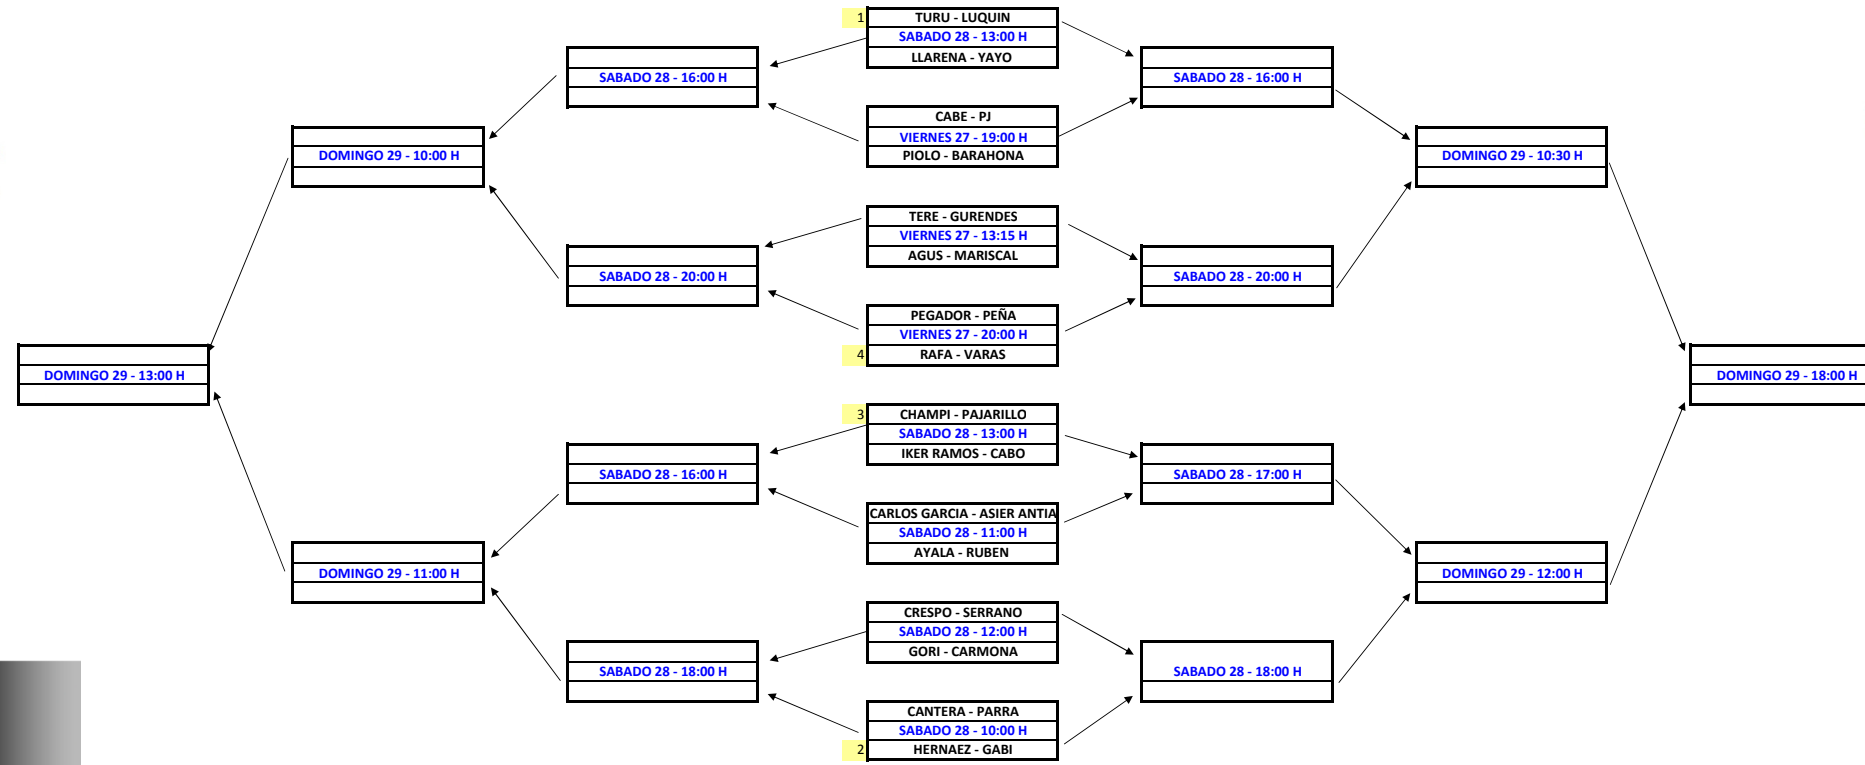 1 TURU - LUQUIN
SABADO 28 - 13:00 H
LLARENA - YAYO
SABADO 28 - 16:00 H
SABADO 28 - 16:00 H
CABE - PJ
VIERNES 27 - 19:00 H
PIOLO - BARAHONA
DOMINGO 29 - 10:00 H
DOMINGO 29 - 10:30 H
TERE - GURENDES
VIERNES 27 - 13:15 H
AGUS - MARISCAL
SABADO 28 - 20:00 H
SABADO 28 - 20:00 H
PEGADOR - PEÑA
VIERNES 27 - 20:00 H
4 RAFA - VARAS
DOMINGO 29 - 13:00 H
DOMINGO 29 - 18:00 H
3 CHAMPI - PAJARILLO
SABADO 28 - 13:00 H
IKER RAMOS - CABO
SABADO 28 - 16:00 H
SABADO 28 - 17:00 H
CARLOS GARCIA - ASIER ANTIA
SABADO 28 - 11:00 H
AYALA - RUBEN
DOMINGO 29 - 11:00 H
DOMINGO 29 - 12:00 H
CRESPO - SERRANO
SABADO 28 - 12:00 H
GORI - CARMONA
SABADO 28 - 18:00 H
SABADO 28 - 18:00 H
CANTERA - PARRA
SABADO 28 - 10:00 H
2 HERNAEZ - GABI